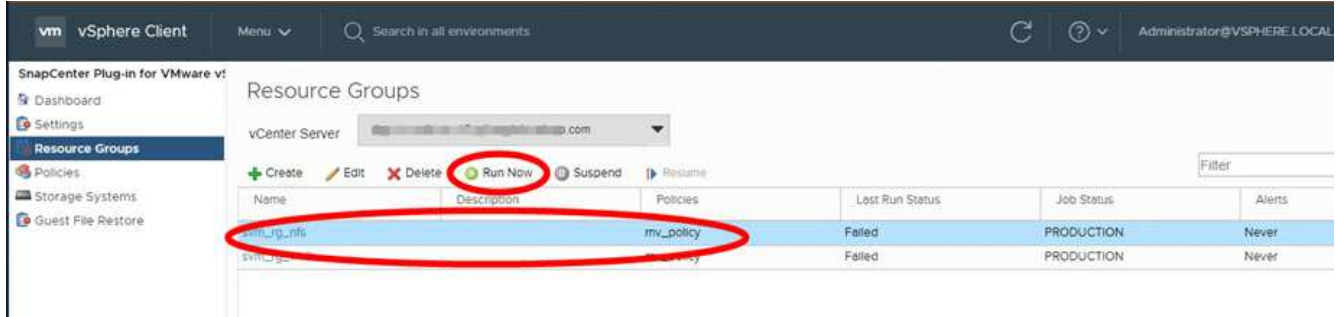 vm vSphere Client Menu Search in all environments Administrator@VSPHERE.LOCAL
SnapCenter Plug-in for VMware vS
Dashboard
Settings
Resource Groups
Policies
Storage Systems
Guest File Restore
Resource Groups
vCenter Server .com
Create Edit Delete Run Now Suspend Resume
Filter
Name Description Policies Last Run Status Job Status Alerts
svm_rg_nfs mv_policy Failed PRODUCTION Never
Failed PRODUCTION Never